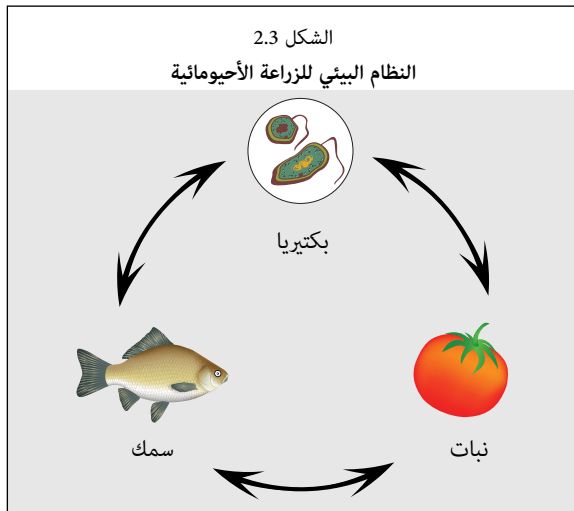 الشكل 2.3
النظام البيئي للزراعة الأحيومائية
بكتيريا
سمك
نبات